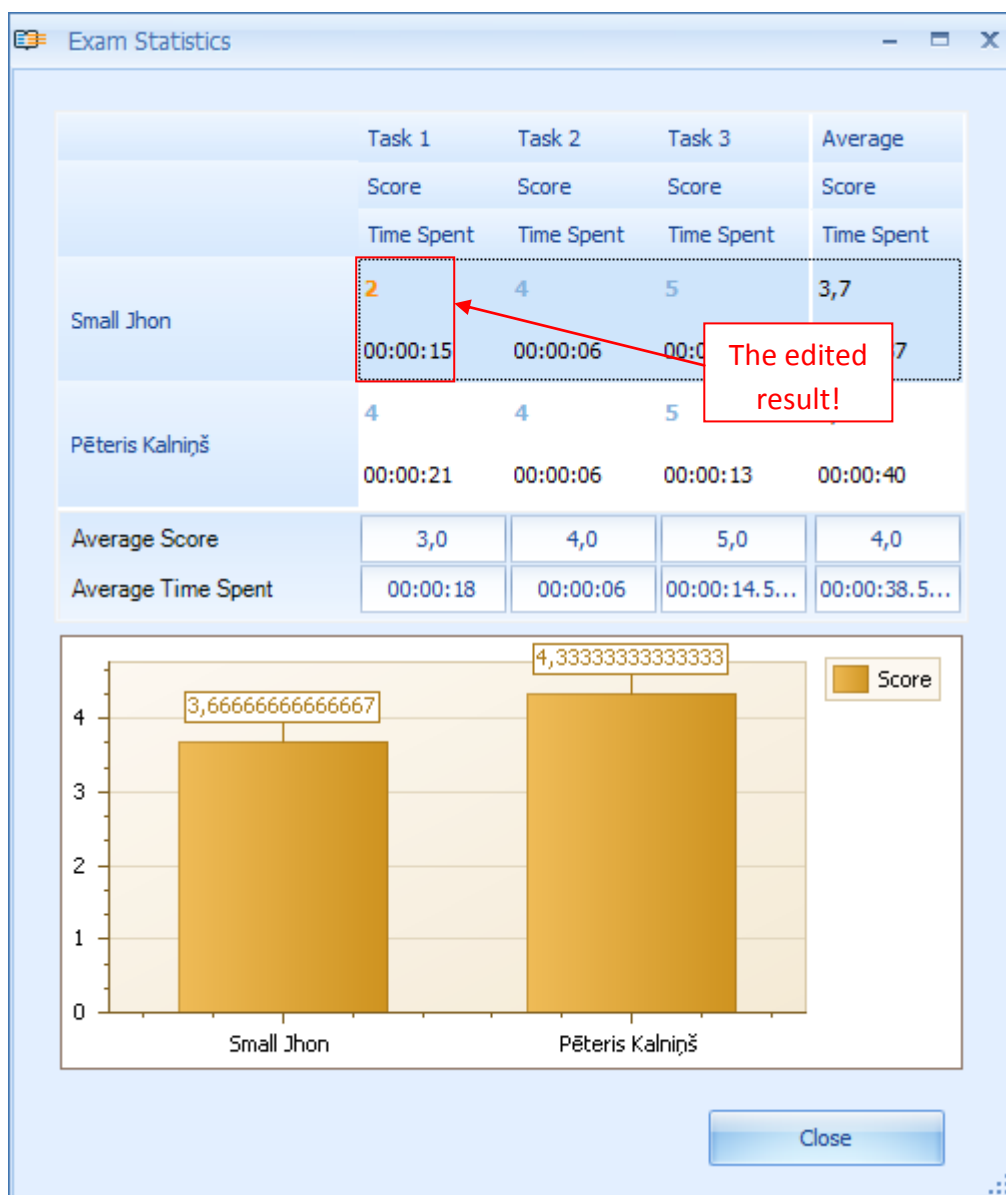 Exam Statistics
Task 1 Task 2 Task 3 Average
Score Score Score Score
Time Spent Time Spent Time Spent Time Spent
Small Jhon
2 4 5 3,7
00:00:15 00:00:06
The edited
result!
Pēteris Kalniņš
4 4 5
00:00:21 00:00:06 00:00:13 00:00:40
Average Score 3,0 4,0 5,0 4,0
Average Time Spent 00:00:18 00:00:06 00:00:14.5... 00:00:38.5...
4,33333333333333
Score
3,66666666666667
4
3
2
1
0
Small Jhon Pēteris Kalniņš
Close